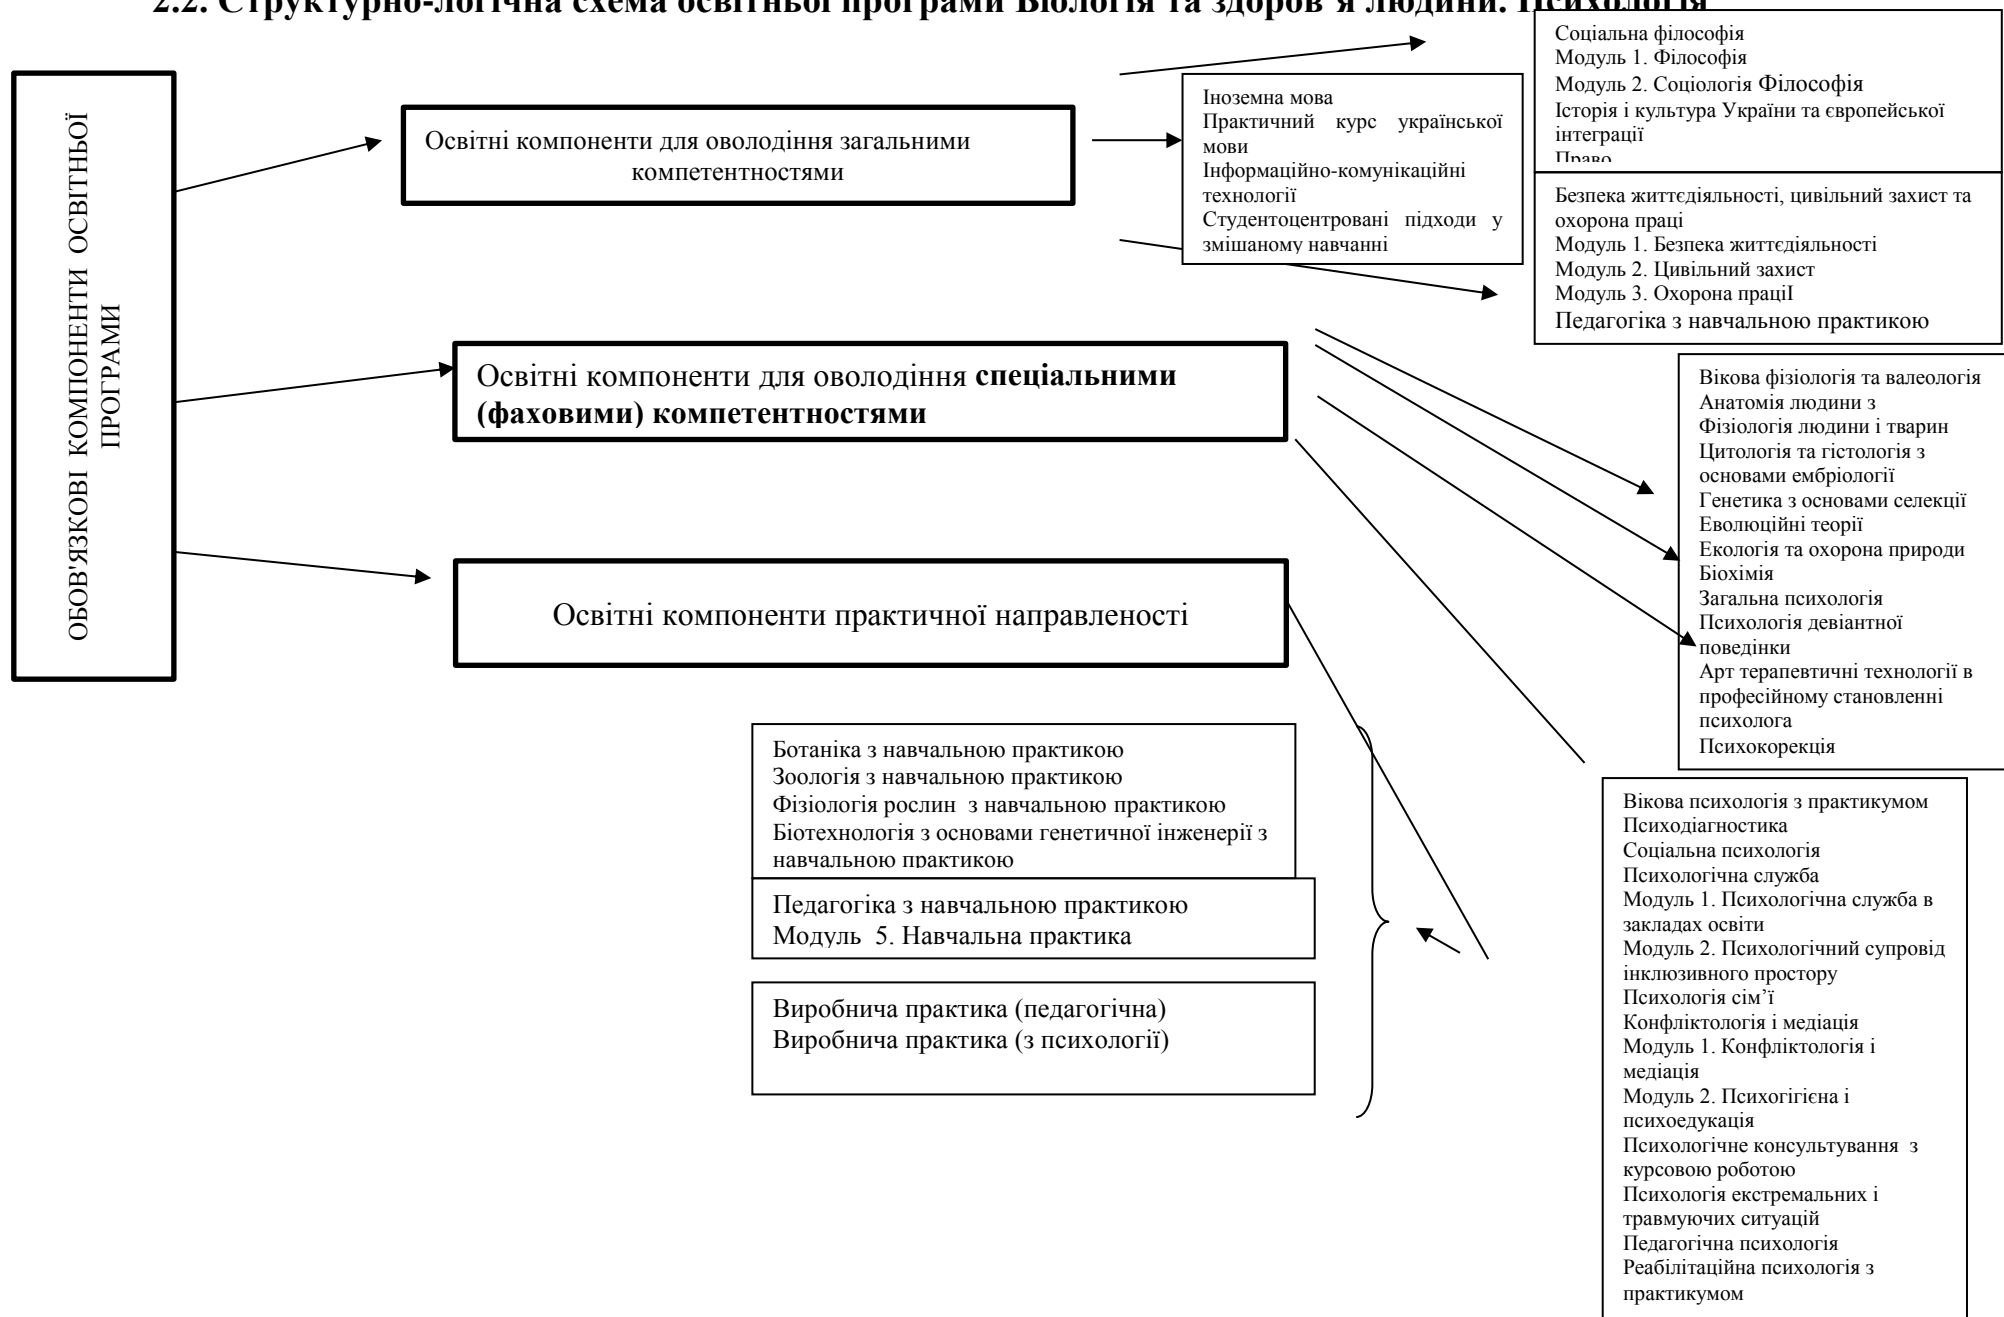 2.2. Структурно-логічна схема освітньої програми Біологія та здоров'я людини. Психологія
ОБОВ'ЯЗКОВІ КОМПОНЕНТИ ОСВІТНЬОЇ
ПРОГРАМИ
Освітні компоненти для оволодіння загальними
компетентностями
Іноземна мова
Практичний курс української
мови
Інформаційно-комунікаційні
технології
Студентоцентровані підходи у
змішаному навчанні
Соціальна філософія
Модуль 1. Філософія
Модуль 2. Соціологія Філософія
Історія і культура України та європейської
інтеграції
Право
Безпека життєдіяльності, цивільний захист та
охорона праці
Модуль 1. Безпека життєдіяльності
Модуль 2. Цивільний захист
Модуль 3. Охорона праціІ
Педагогіка з навчальною практикою
Освітні компоненти для оволодіння спеціальними
(фаховими) компетентностями
Вікова фізіологія та валеологія
Анатомія людини з
Фізіологія людини і тварин
Цитологія та гістологія з
основами ембріології
Генетика з основами селекції
Еволюційні теорії
Екологія та охорона природи
Біохімія
Загальна психологія
Психологія девіантної
поведінки
Арт терапевтичні технології в
професійному становленні
психолога
Психокорекція
Освітні компоненти практичної направленості
Ботаніка з навчальною практикою
Зоологія з навчальною практикою
Фізіологія рослин з навчальною практикою
Біотехнологія з основами генетичної інженерії з
навчальною практикою
Педагогіка з навчальною практикою
Модуль 5. Навчальна практика
Виробнича практика (педагогічна)
Виробнича практика (з психології)
Вікова психологія з практикумом
Психодіагностика
Соціальна психологія
Психологічна служба
Модуль 1. Психологічна служба в
закладах освіти
Модуль 2. Психологічний супровід
інклюзивного простору
Психологія сім’ї
Конфліктологія і медіація
Модуль 1. Конфліктологія і
медіація
Модуль 2. Психогігієна і
психоедукація
Психологічне консультування з
курсовою роботою
Психологія екстремальних і
травмуючих ситуацій
Педагогічна психологія
Реабілітаційна психологія з
практикумом